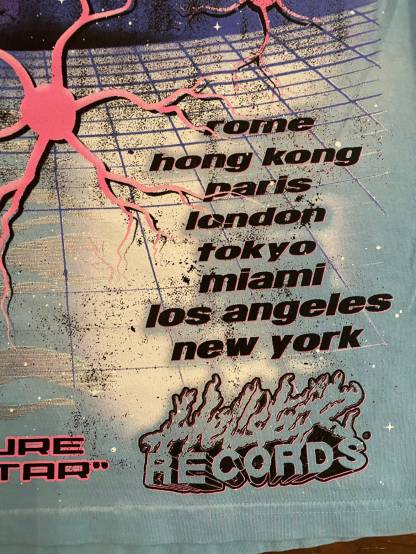 rome
hong kong
paris
london
tokyo
miami
los angeles
new york
URE
TAR"
RECORDS